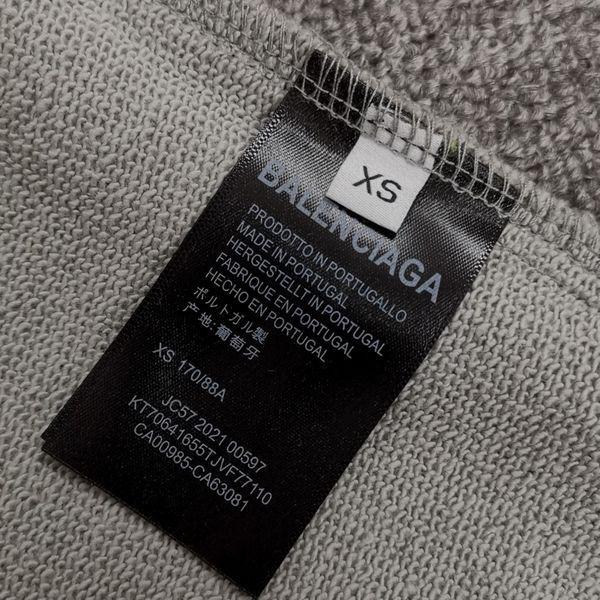 XS
BALENCIAGA
PRODOTTO IN PORTUGALLO
MADE IN PORTUGAL
HERGESTELLT IN PORTUGAL
FABRIQUE EN PORTUGAL
HECHO EN PORTUGAL
ポルトガル製
产地:葡萄牙
XS 170/88A
JC57 2021 00597
KT70641655TJVF77110
CA00985-CA63081